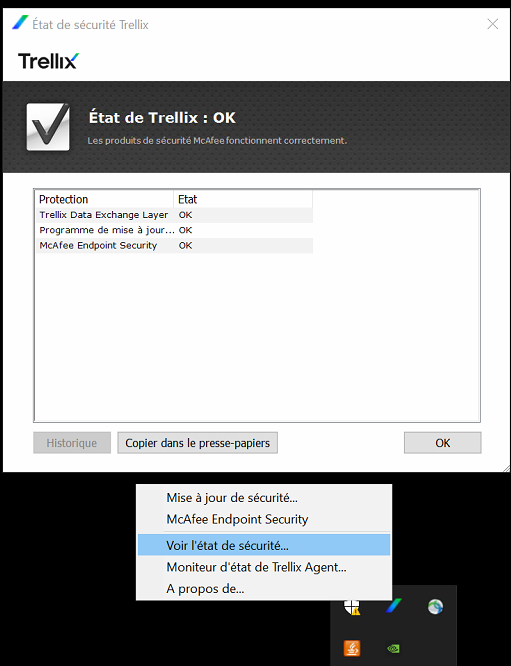 État de sécurité Trellix
Trellix
État de Trellix : OK
Les produits de sécurité McAfee fonctionnent correctement.
Protection Etat
Trellix Data Exchange Layer OK
Programme de mise à jour... OK
McAfee Endpoint Security OK
Historique Copier dans le presse-papiers OK
Mise à jour de sécurité...
McAfee Endpoint Security
Voir l'état de sécurité...
Moniteur d'état de Trellix Agent...
A propos de...